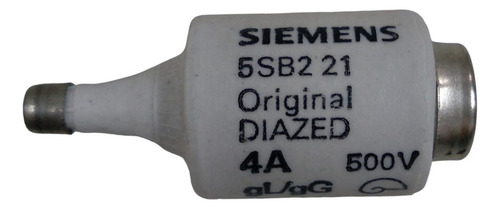 SIEMENS
5SB2 21
Original
DIAZED
4A 500V
gL/gG